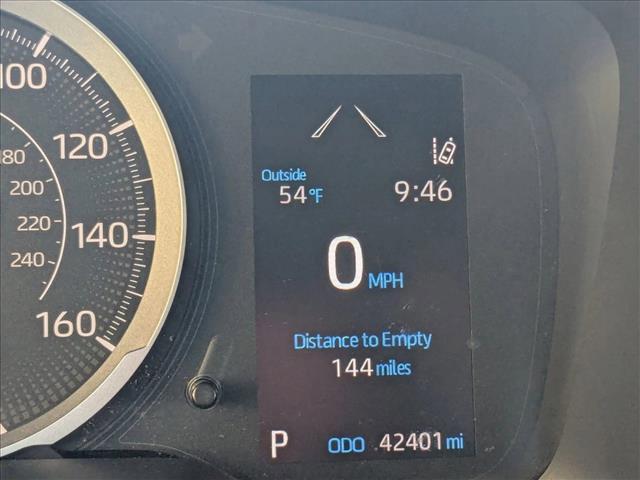 100
120
140
160
180
200
220
240
Outside
54°F
9:46
0 MPH
Distance to Empty
144 miles
P ODO 42401 mi